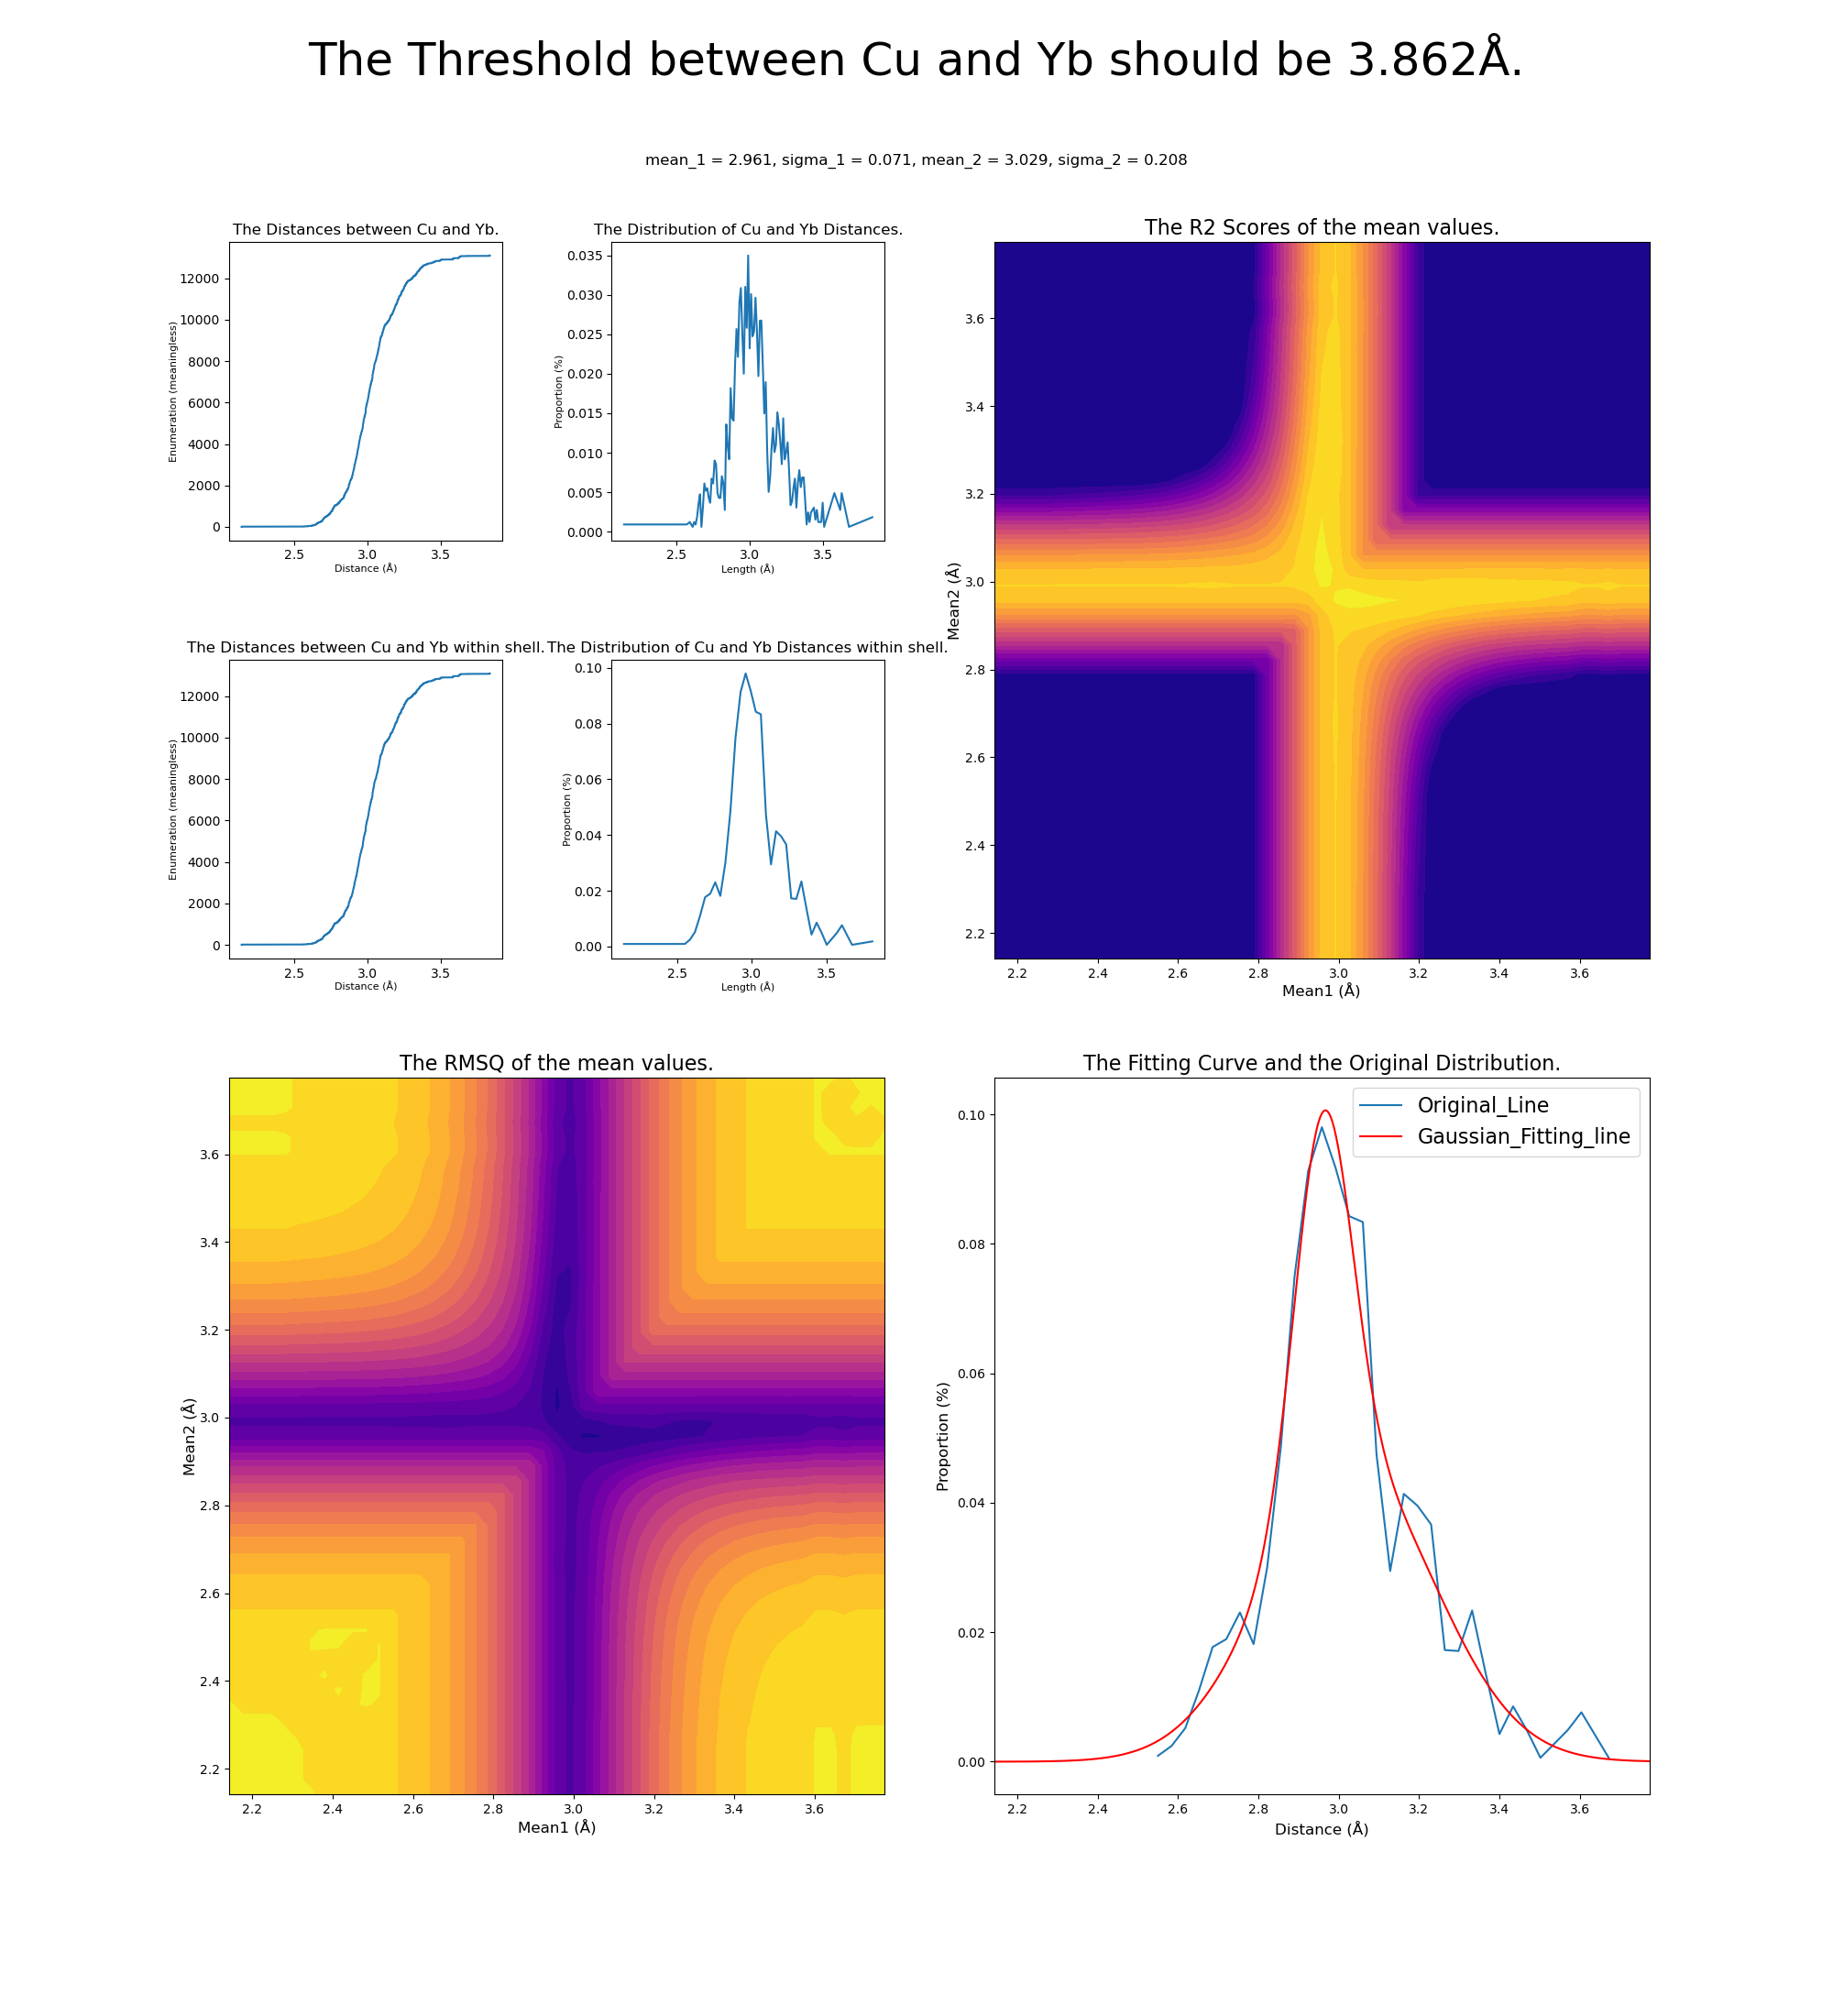 The Threshold between Cu and Yb should be 3.862Å.
mean_1 = 2.961, sigma_1 = 0.071, mean_2 = 3.029, sigma_2 = 0.208
The Distances between Cu and Yb.
Enumeration (meaningless)
12000
10000
8000
6000
4000
2000
0
2.5 3.0 3.5
Distance (Å)
The Distribution of Cu and Yb Distances.
Proportion (%)
0.035
0.030
0.025
0.020
0.015
0.010
0.005
0.000
2.5 3.0 3.5
Length (Å)
The R2 Scores of the mean values.
Mean2 (Å)
3.6
3.4
3.2
3.0
2.8
2.6
2.4
2.2
2.2 2.4 2.6 2.8 3.0 3.2 3.4 3.6
Mean1 (Å)
The Distances between Cu and Yb within shell.
Enumeration (meaningless)
12000
10000
8000
6000
4000
2000
0
2.5 3.0 3.5
Distance (Å)
The Distribution of Cu and Yb Distances within shell.
Proportion (%)
0.10
0.08
0.06
0.04
0.02
0.00
2.5 3.0 3.5
Length (Å)
The RMSQ of the mean values.
Mean2 (Å)
3.6
3.4
3.2
3.0
2.8
2.6
2.4
2.2
2.2 2.4 2.6 2.8 3.0 3.2 3.4 3.6
Mean1 (Å)
The Fitting Curve and the Original Distribution.
Original_Line
Gaussian_Fitting_line
Proportion (%)
0.10
0.08
0.06
0.04
0.02
0.00
2.2 2.4 2.6 2.8 3.0 3.2 3.4 3.6
Distance (Å)